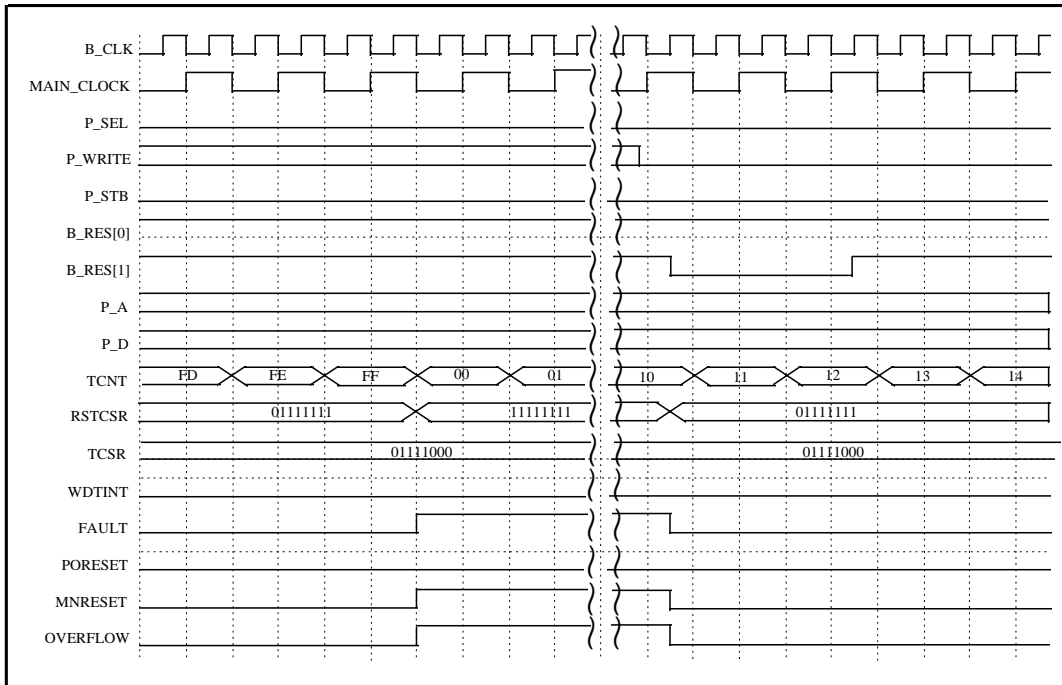 B_CLK
MAIN_CLOCK
P_SEL
P_WRITE
P_STB
B_RES[0]
B_RES[1]
P_A
P_D
TCNT FD FE FF 00 01 10 11 12 13 14
RSTCSR 01111111 11111111 01111111
TCSR 01111000 01111000
WDTINT
FAULT
PORESET
MNRESET
OVERFLOW